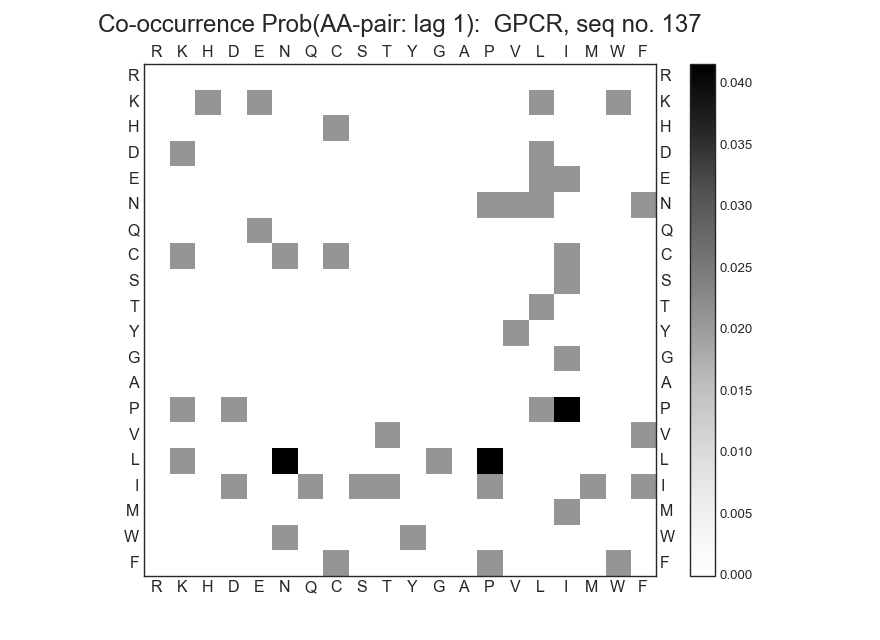 Co-occurrence Prob(AA-pair: lag 1):  GPCR, seq no. 137
R K H D E N Q C S T Y G A P V L I M W F
R R
K K 0.040
H H
D D 0.035
E E
N N 0.030
Q Q
C C 0.025
S S
T T 0.020
Y Y
G G
A A 0.015
P P
V V 0.010
L L
I I 0.005
M M
W W
F F 0.000
R K H D E N Q C S T Y G A P V L I M W F